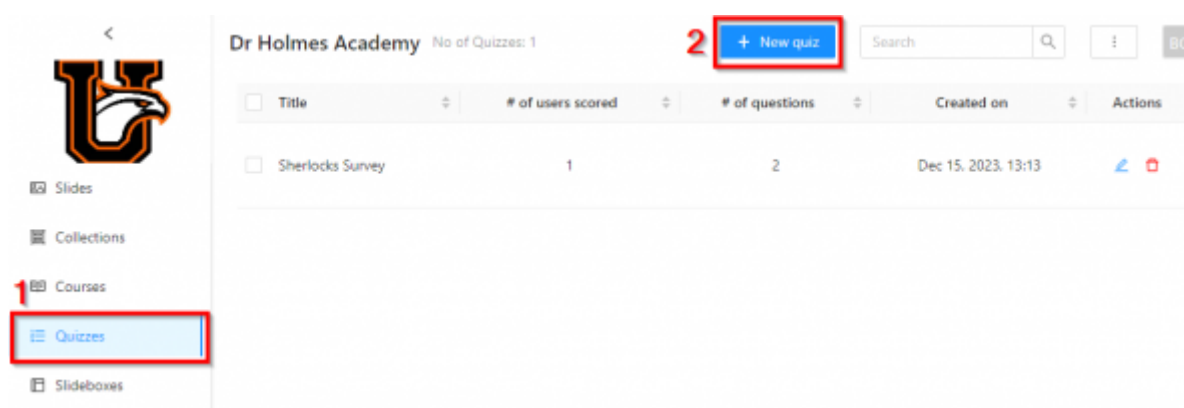 Dr Holmes Academy No of Quizzes: 1
2
+ New quiz
Search
Title
# of users scored
# of questions
Created on
Actions
Sherlocks Survey
1
2
Dec 15, 2023, 13:13
U
Slides
Collections
1
Courses
Quizzes
Slideboxes